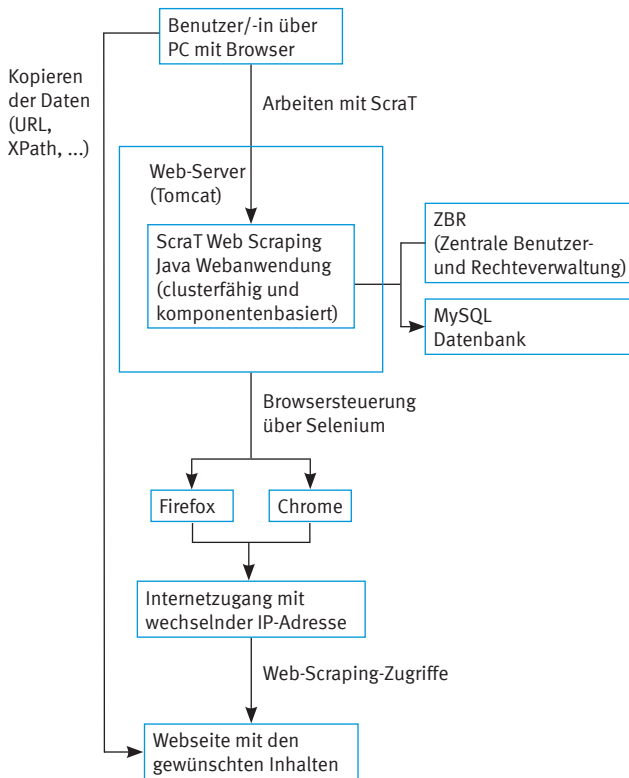 Benutzer/-in über
PC mit Browser
Kopieren
der Daten
(URL,
XPath, ...)
Arbeiten mit ScraT
Web-Server
(Tomcat)
ScraT Web Scraping
Java Webanwendung
(clusterfähig und
komponentenbasiert)
ZBR
(Zentrale Benutzer-
und Rechteverwaltung)
MySQL
Datenbank
Browsersteuerung
über Selenium
Firefox
Chrome
Internetzugang mit
wechselnder IP-Adresse
Web-Scraping-Zugriffe
Webseite mit den
gewünschten Inhalten